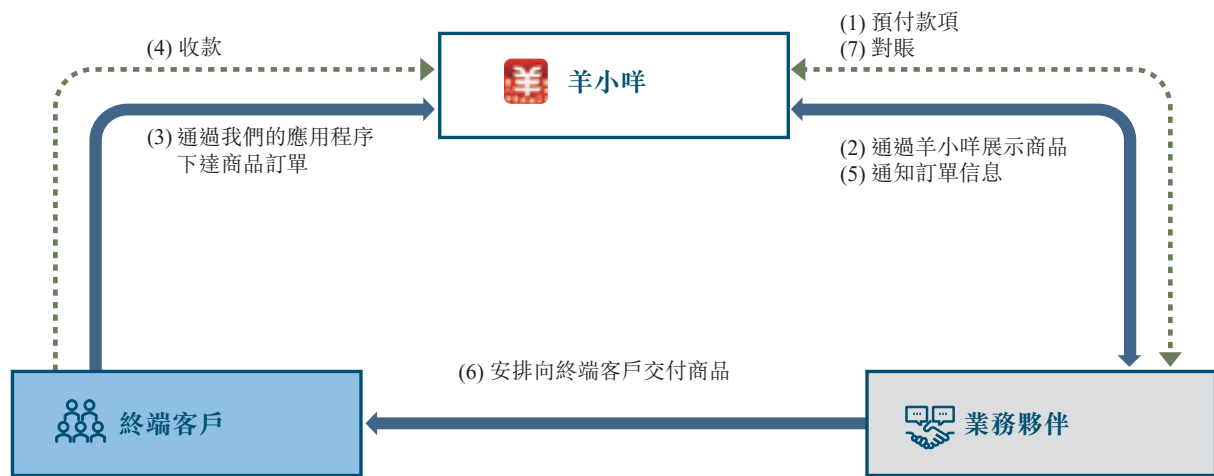 (4) 收款
(1) 預付款項
(7) 對賬
羊
羊小咩
(3) 通過我們的應用程序
下達商品訂單
(2) 通過羊小咩展示商品
(5) 通知訂單信息
(6) 安排向終端客戶交付商品
終端客戶
業務夥伴